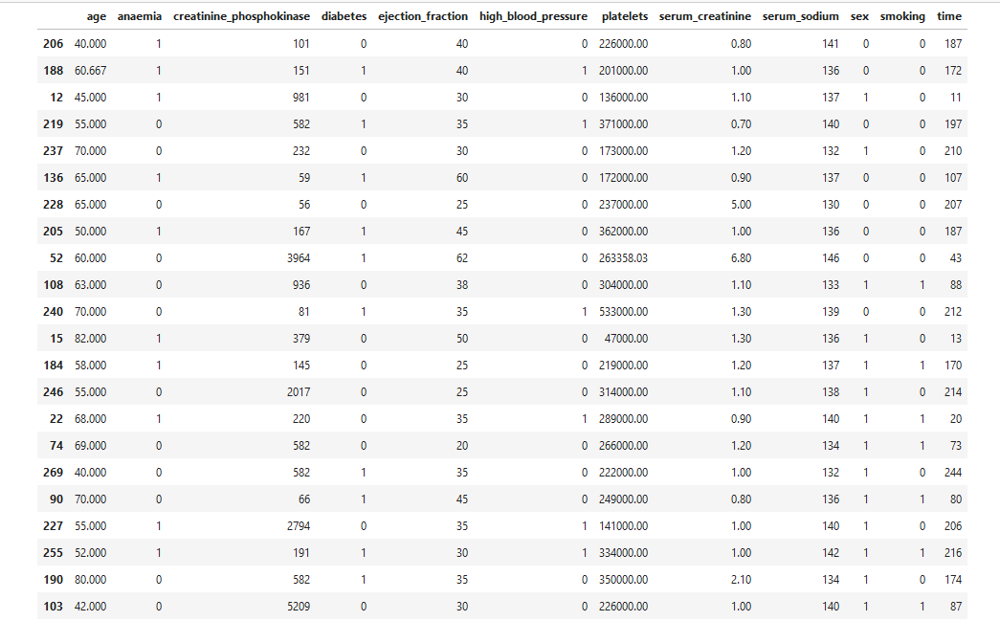 age anaemia creatinine_phosphokinase diabetes ejection_fraction high_blood_pressure platelets serum_creatinine serum_sodium sex smoking time
206 40.000 1 101 0 40 0 226000.00 0.80 141 0 0 187
188 60.667 1 151 1 40 1 201000.00 1.00 136 0 0 172
12 45.000 1 981 0 30 0 136000.00 1.10 137 1 0 11
219 55.000 0 582 1 35 1 371000.00 0.70 140 0 0 197
237 70.000 0 232 0 30 0 173000.00 1.20 132 1 0 210
136 65.000 1 59 1 60 0 172000.00 0.90 137 0 0 107
228 65.000 0 56 0 25 0 237000.00 5.00 130 0 0 207
205 50.000 1 167 1 45 0 362000.00 1.00 136 0 0 187
52 60.000 0 3964 1 62 0 263358.03 6.80 146 0 0 43
108 63.000 0 936 0 38 0 304000.00 1.10 133 1 1 88
240 70.000 0 81 1 35 1 533000.00 1.30 139 0 0 212
15 82.000 1 379 0 50 0 47000.00 1.30 136 1 0 13
184 58.000 1 145 0 25 0 219000.00 1.20 137 1 1 170
246 55.000 0 2017 0 25 0 314000.00 1.10 138 1 0 214
22 68.000 1 220 0 35 1 289000.00 0.90 140 1 1 20
74 69.000 0 582 0 20 0 266000.00 1.20 134 1 1 73
269 40.000 0 582 1 35 0 222000.00 1.00 132 1 0 244
90 70.000 0 66 1 45 0 249000.00 0.80 136 1 1 80
227 55.000 1 2794 0 35 1 141000.00 1.00 140 1 0 206
255 52.000 1 191 1 30 1 334000.00 1.00 142 1 1 216
190 80.000 0 582 1 35 0 350000.00 2.10 134 1 0 174
103 42.000 0 5209 0 30 0 226000.00 1.00 140 1 1 87